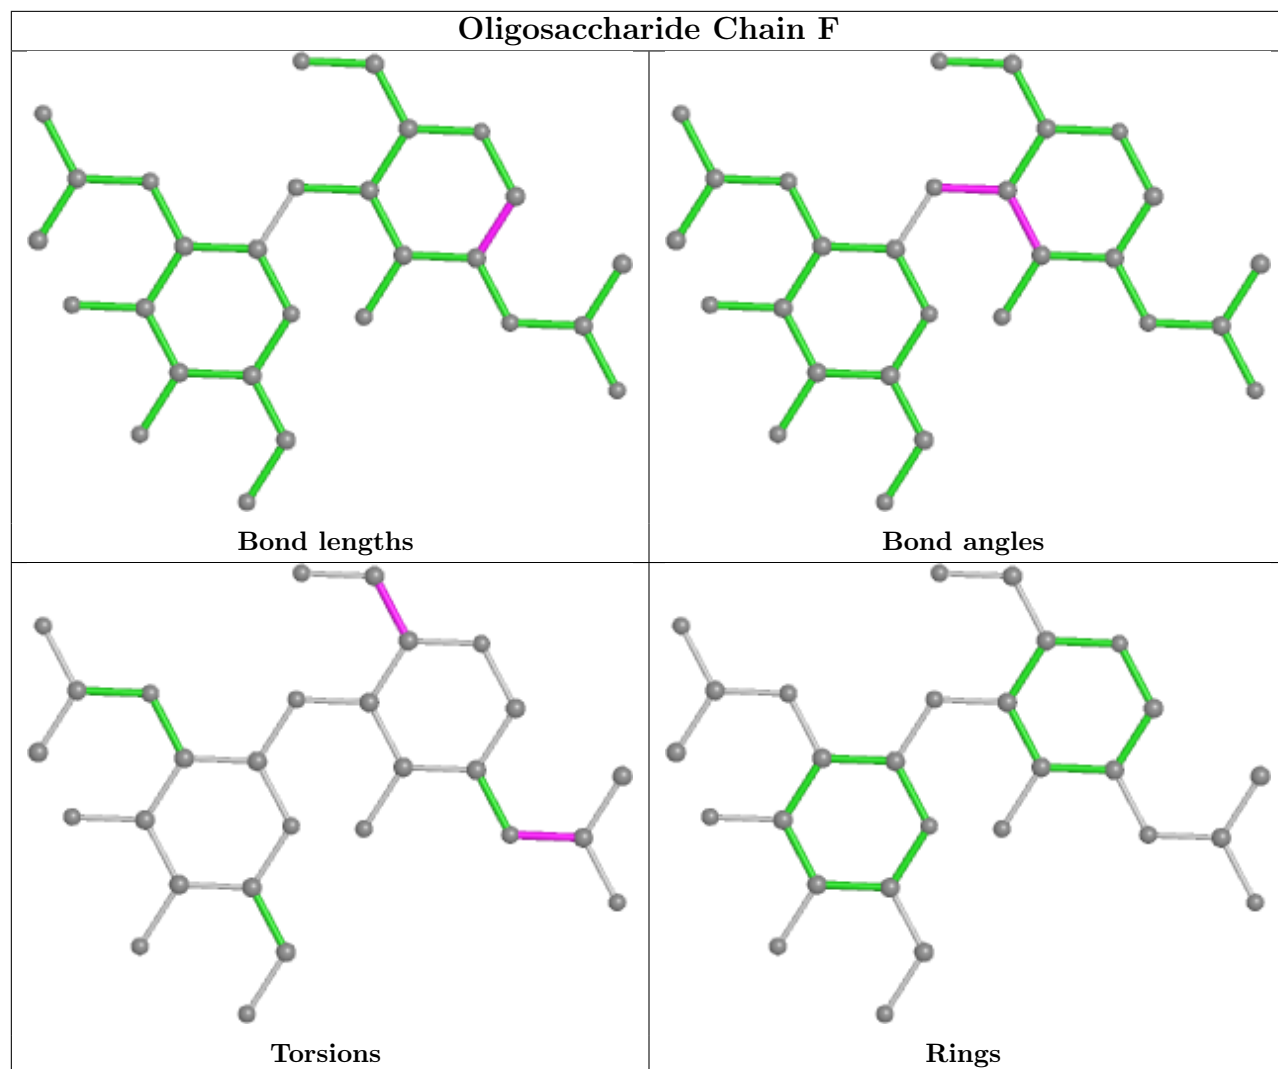 Oligosaccharide Chain F
Bond lengths
Bond angles
Torsions
Rings